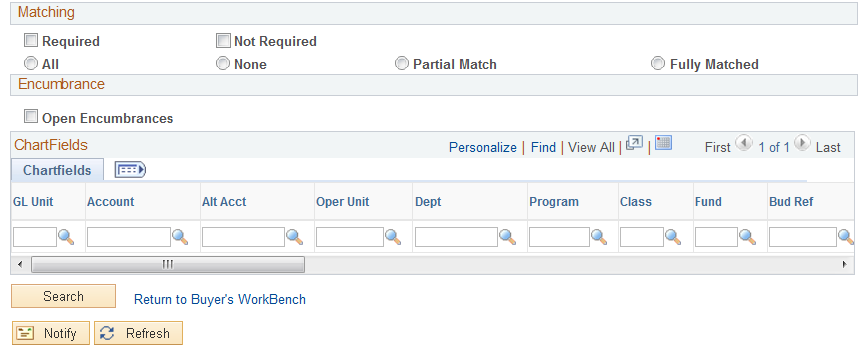 Matching
Required Not Required
All None Partial Match Fully Matched
Encumbrance
Open Encumbrances
ChartFields Personalize | Find | View All | | First 1 of 1 Last
Chartfields
GL Unit Account Alt Acct Oper Unit Dept Program Class Fund Bud Ref
Search Return to Buyer's WorkBench
Notify Refresh